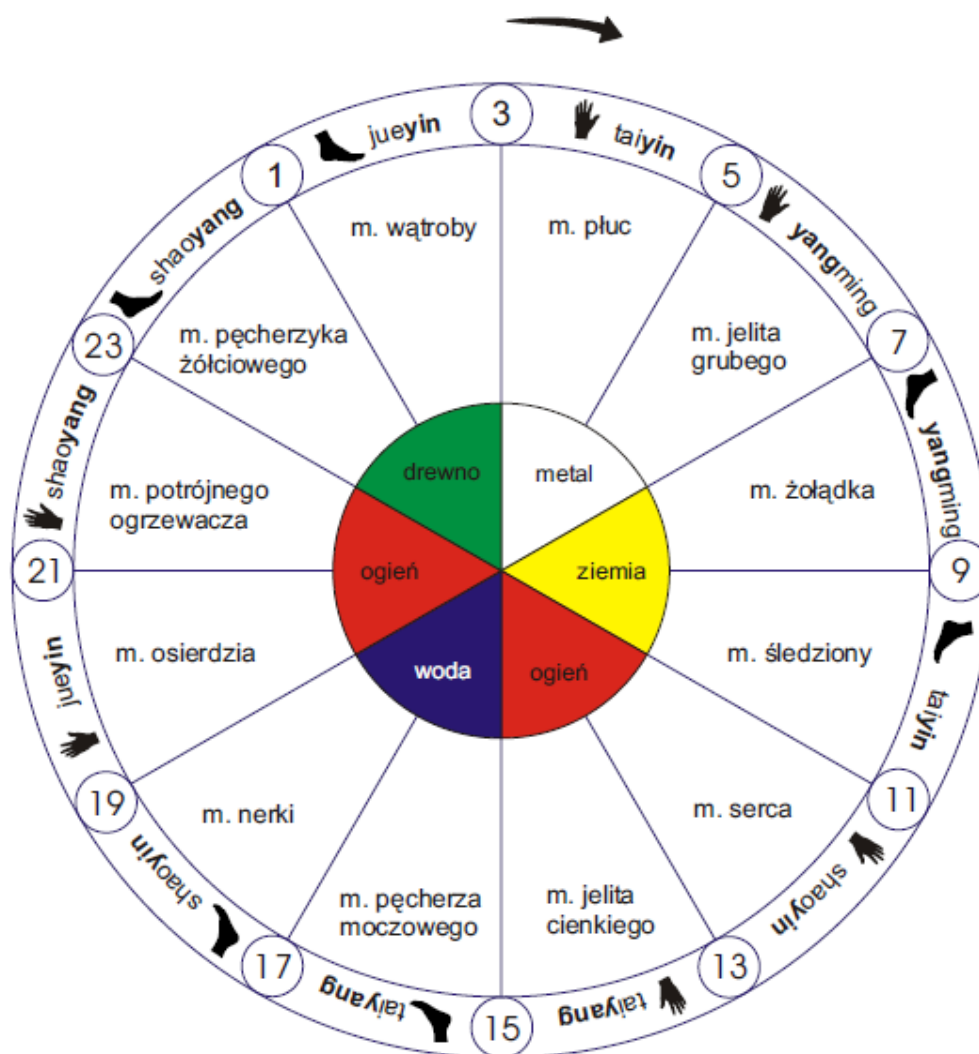 3
taiyin
5
yangming
7
yangming
9
taiyin
11
shaoyin
13
taiyang
15
taiyang
17
shaoyin
19
jueyin
21
shaoyang
23
shaoyang
1
jueyin
m. wątroby
m. płuc
m. jelita
grubego
m. żołądka
m. śledziony
m. serca
m. jelita
cienkiego
m. pęcherza
moczowego
m. nerki
m. osierdzia
m. potrójnego
ogrzewacza
m. pęcherzyka
żółciowego
drewno
metal
ziemia
ogień
woda
ogień